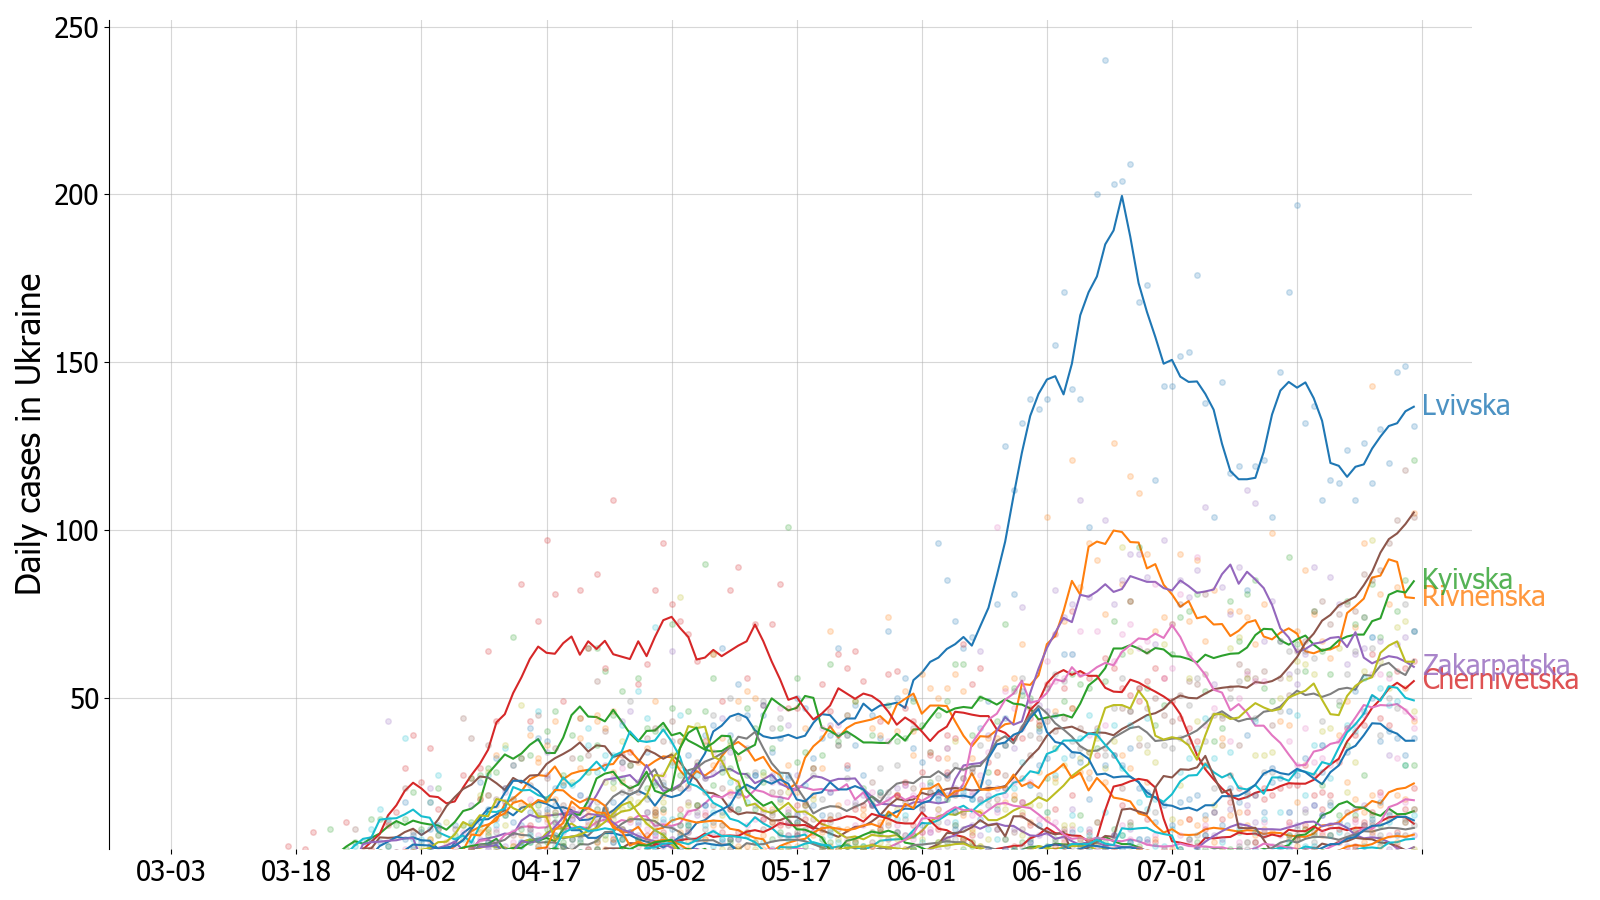 Daily cases in Ukraine
250
200
150
100
50
03-03
03-18
04-02
04-17
05-02
05-17
06-01
06-16
07-01
07-16
Lvivska
Kyivska
Rivnenska
Zakarpatska
Chernivetska